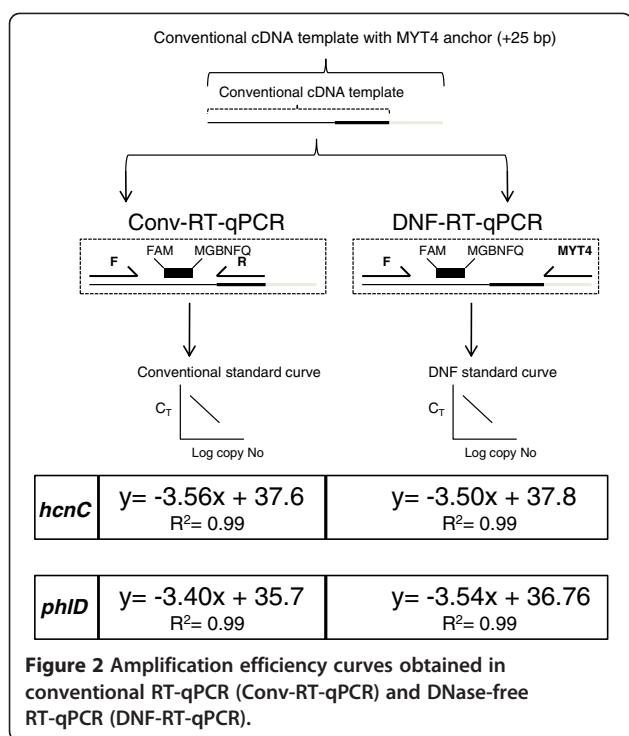 Conventional cDNA template with MYT4 anchor (+25 bp)
Conventional cDNA template
Conv-RT-qPCR
FAM MGBNFQ
F R
DNF-RT-qPCR
FAM MGBNFQ
F MYT4
Conventional standard curve
CT
Log copy No
DNF standard curve
CT
Log copy No
hcnC
y= -3.56x + 37.6
R²= 0.99
y= -3.50x + 37.8
R²= 0.99
phlD
y= -3.40x + 35.7
R²= 0.99
y= -3.54x + 36.76
R²= 0.99
Figure 2 Amplification efficiency curves obtained in
conventional RT-qPCR (Conv-RT-qPCR) and DNase-free
RT-qPCR (DNF-RT-qPCR).